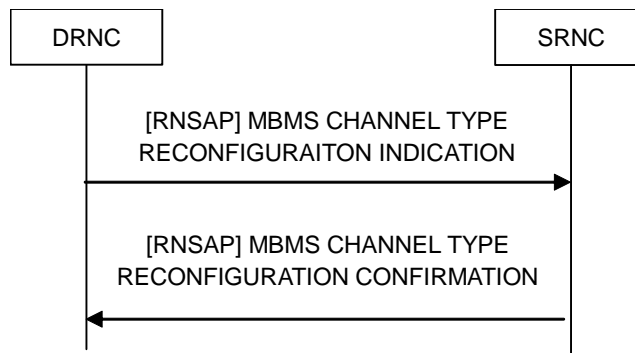 DRNC
SRNC
[RNSAP] MBMS CHANNEL TYPE
RECONFIGURAITON INDICATION
[RNSAP] MBMS CHANNEL TYPE
RECONFIGURATION CONFIRMATION